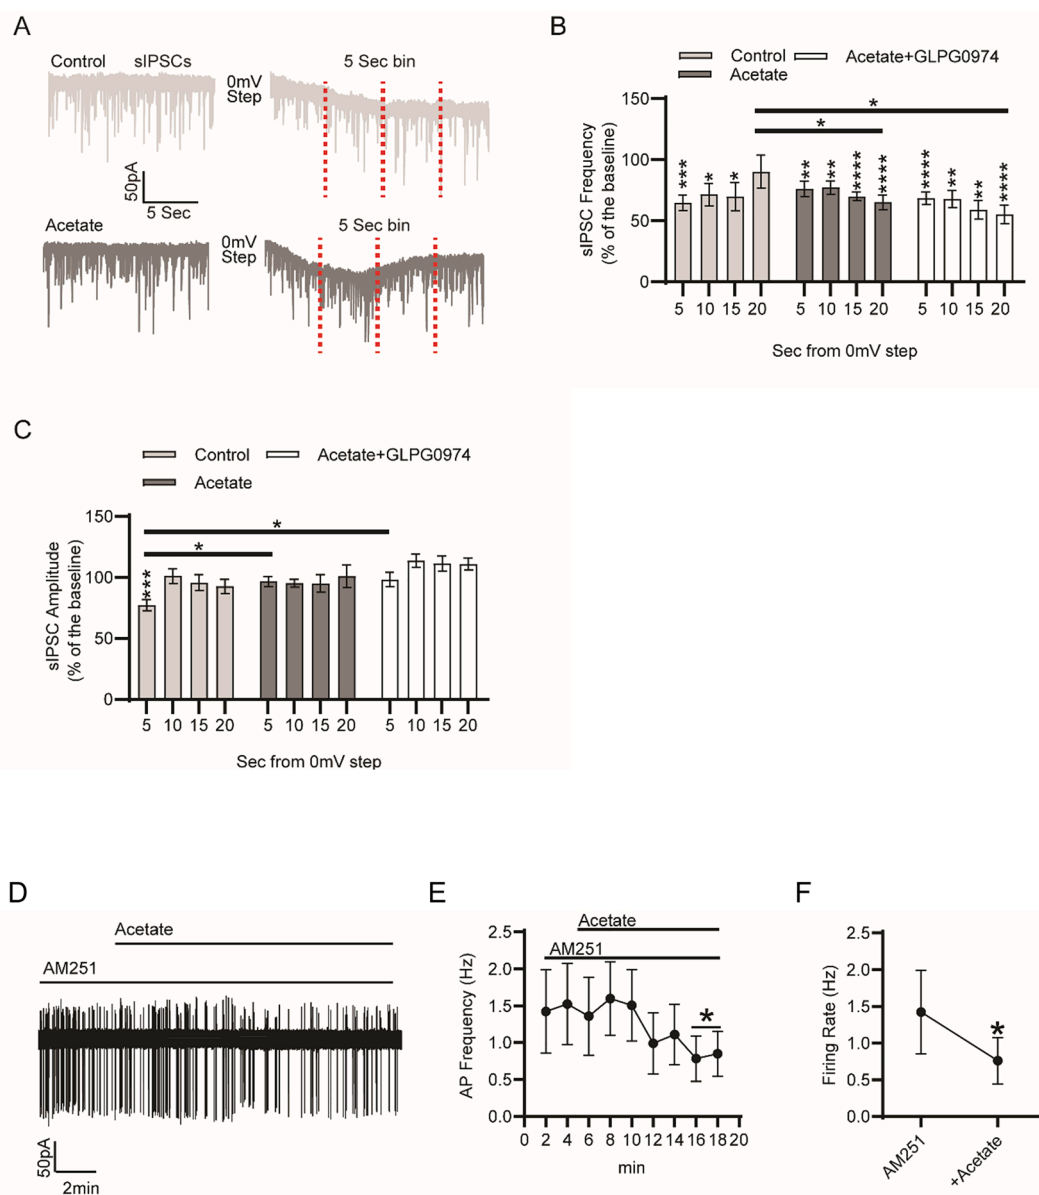 A
Control sIPSCs
0mV
Step
5 Sec bin
50pA
5 Sec
Acetate
0mV
Step
5 Sec bin
B
Control Acetate+GLPG0974
Acetate
sIPSC Frequency
(% of the baseline)
150
100
50
0
*
*
*** * * ** ** **** **** **** ** ** ****
5 10 15 20 5 10 15 20 5 10 15 20
Sec from 0mV step
C
Control Acetate+GLPG0974
Acetate
sIPSC Amplitude
(% of the baseline)
150
100
50
0
*
*
***
5 10 15 20 5 10 15 20 5 10 15 20
Sec from 0mV step
D
Acetate
AM251
50pA
2min
E
Acetate
AM251
AP Frequency (Hz)
2.5
2.0
1.5
1.0
0.5
0.0
*
0 2 4 6 8 10 12 14 16 18 20
min
F
Firing Rate (Hz)
2.5
2.0
1.5
1.0
0.5
0.0
*
AM251
+Acetate